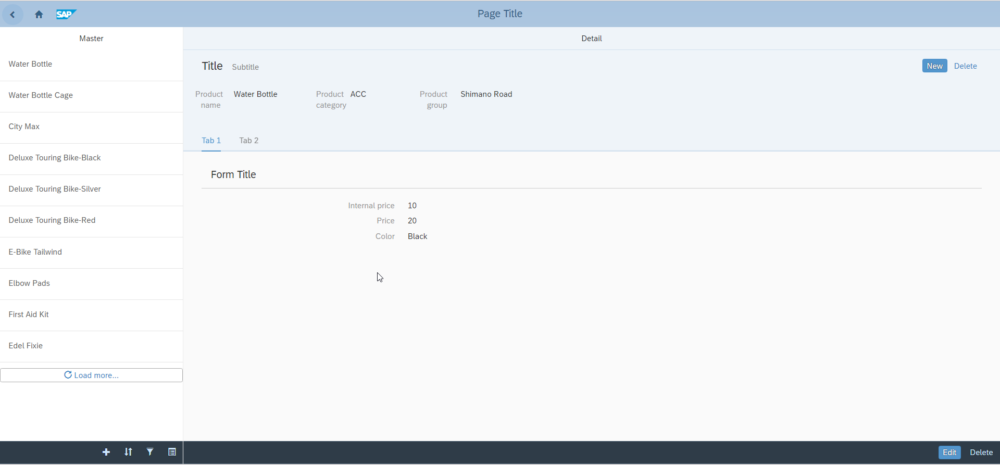 SAP
Page Title
Master
Water Bottle
Water Bottle Cage
City Max
Deluxe Touring Bike-Black
Deluxe Touring Bike-Silver
Deluxe Touring Bike-Red
E-Bike Tailwind
Elbow Pads
First Aid Kit
Edel Fixie
Load more...
Detail
Title Subtitle
New Delete
Product name Water Bottle
Product category ACC
Product group Shimano Road
Tab 1 Tab 2
Form Title
Internal price 10
Price 20
Color Black
Edit Delete